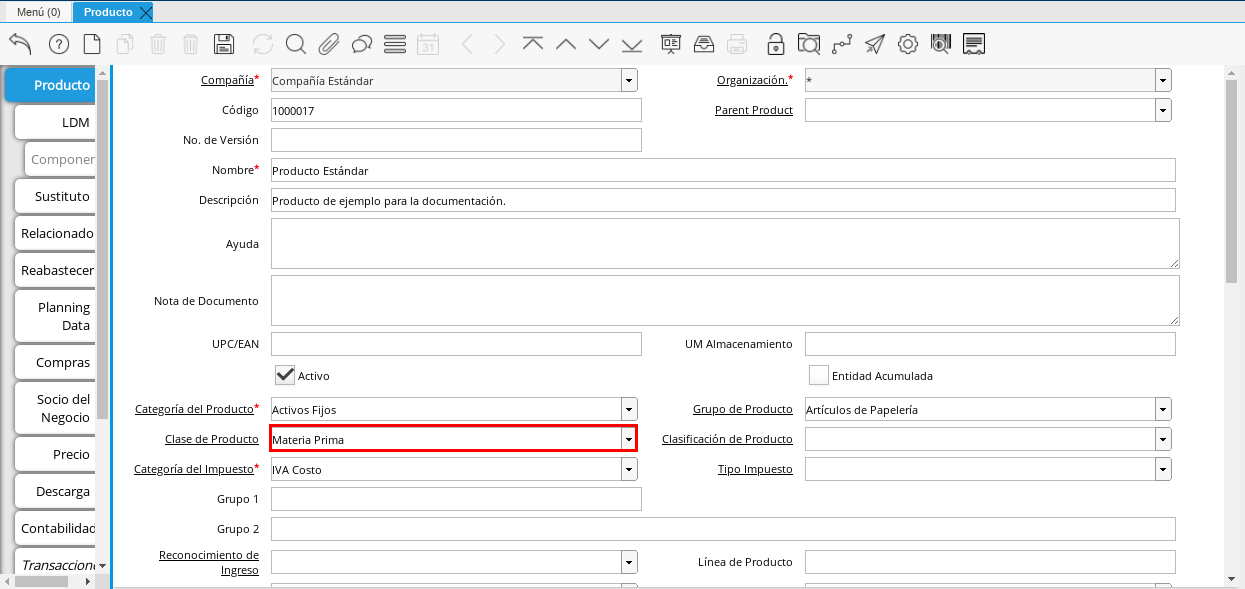 Menú (0)
Producto
31
Producto
LDM
Componen
Sustituto
Relacionado
Reabastecer
Planning
Data
Compras
Socio del
Negocio
Precio
Descarga
Contabilidad
Transaccione
Compañía* Compañía Estándar Organización.* *
Código 1000017 Parent Product
No. de Versión
Nombre* Producto Estándar
Descripción Producto de ejemplo para la documentación.
Ayuda
Nota de Documento
UPC/EAN UM Almacenamiento
Activo Entidad Acumulada
Categoría del Producto* Activos Fijos Grupo de Producto Artículos de Papelería
Clase de Producto Materia Prima Clasificación de Producto
Categoría del Impuesto* IVA Costo Tipo Impuesto
Grupo 1
Grupo 2
Reconocimiento de
Ingreso Línea de Producto